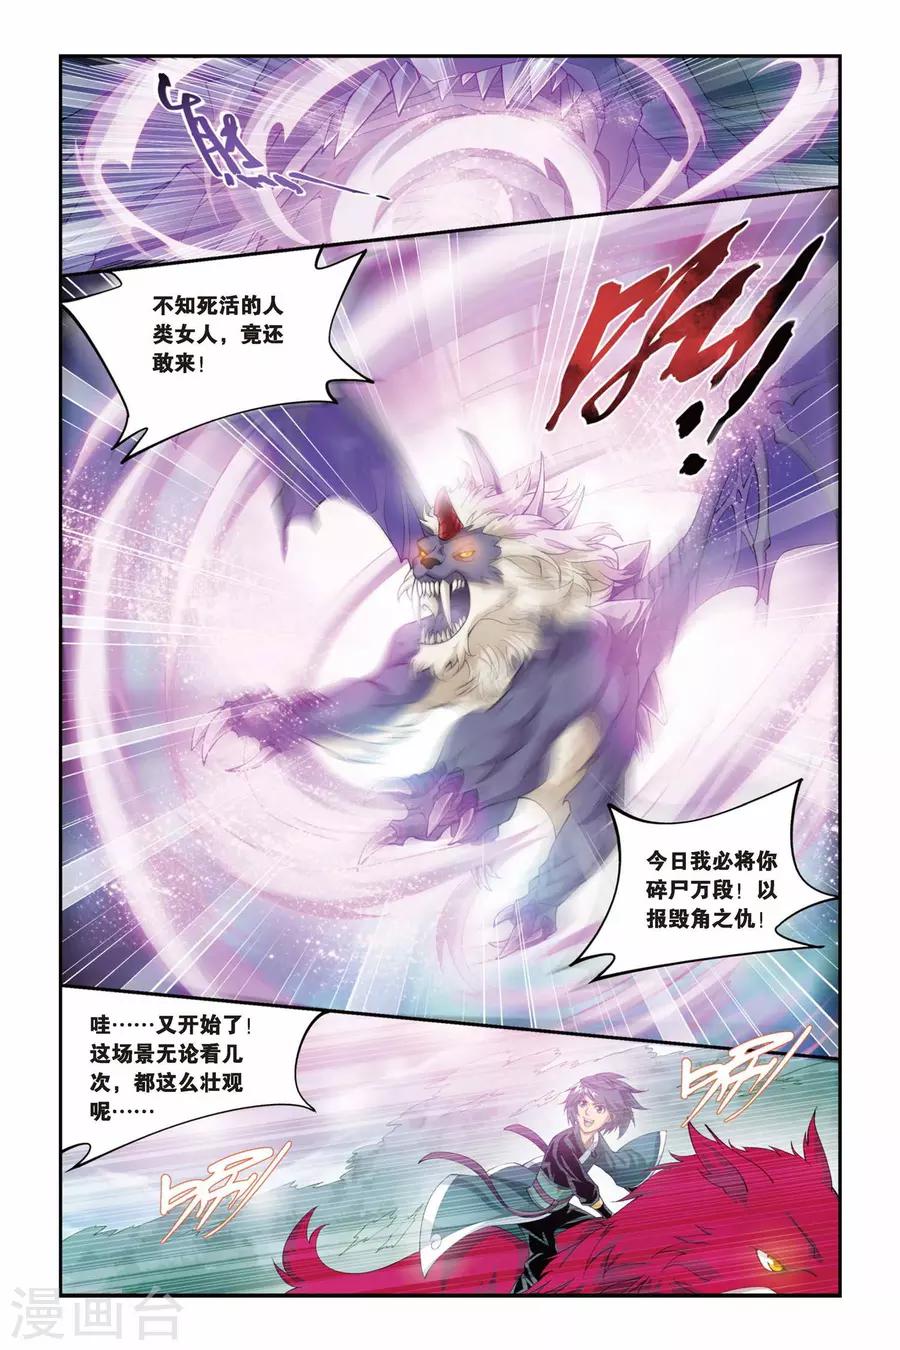 不知死活的人
类女人，竟还
敢来！
吼！
今日我必将你
碎尸万段！以
报毁角之仇！
哇……又开始了！
这场景无论看几
次，都这么壮观
呢……
漫画台